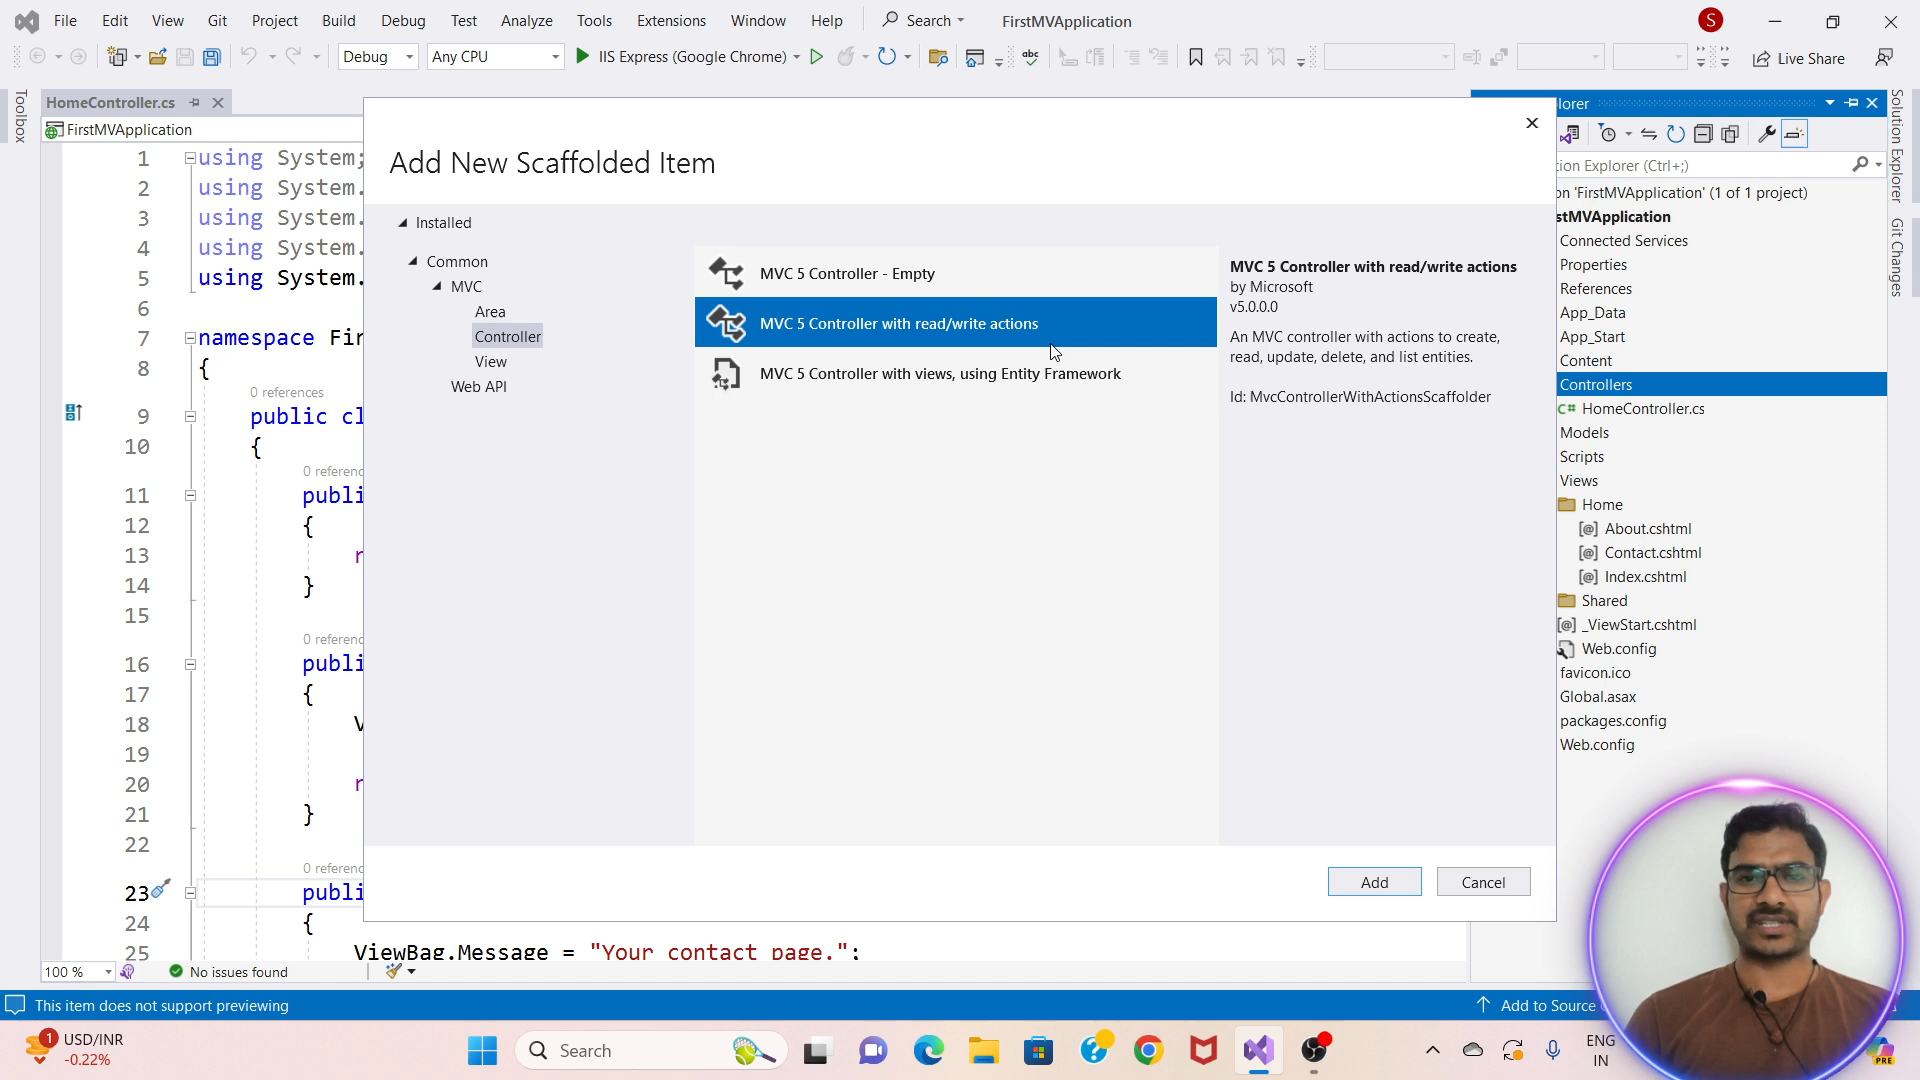 File Edit View Git Project Build Debug Test Analyze Tools Extensions Window Help Search FirstMVApplication S
Debug Any CPU IIS Express (Google Chrome) abc Live Share
Toolbox
HomeController.cs
FirstMVApplication
1 using System;
2 using System.
3 using System.
4 using System.
5 using System.
6
7 namespace Fir
8 {
0 references
9 public cl
10 {
0 referenc
11 publi
12 {
13 r
14 }
15
0 referenc
16 publi
17 {
18 V
19
20 r
21 }
22
0 referenc
23 publi
24 {
25 ViewBag.Message = "Your contact page.";
100 % No issues found
Add New Scaffolded Item
Installed
Common
MVC
Area
Controller
View
Web API
MVC 5 Controller - Empty
MVC 5 Controller with read/write actions
MVC 5 Controller with views, using Entity Framework
MVC 5 Controller with read/write actions
by Microsoft
v5.0.0.0
An MVC controller with actions to create,
read, update, delete, and list entities.
Id: MvcControllerWithActionsScaffolder
Add Cancel
lorer
ion Explorer (Ctrl+;)
on 'FirstMVApplication' (1 of 1 project)
stMVApplication
Connected Services
Properties
References
App_Data
App_Start
Content
Controllers
C# HomeController.cs
Models
Scripts
Views
Home
[@] About.cshtml
[@] Contact.cshtml
[@] Index.cshtml
Shared
[@] _ViewStart.cshtml
Web.config
favicon.ico
Global.asax
packages.config
Web.config
Solution Explorer
Git Changes
This item does not support previewing Add to Source
1 USD/INR
-0.22%
Search
ENG
IN
PRE